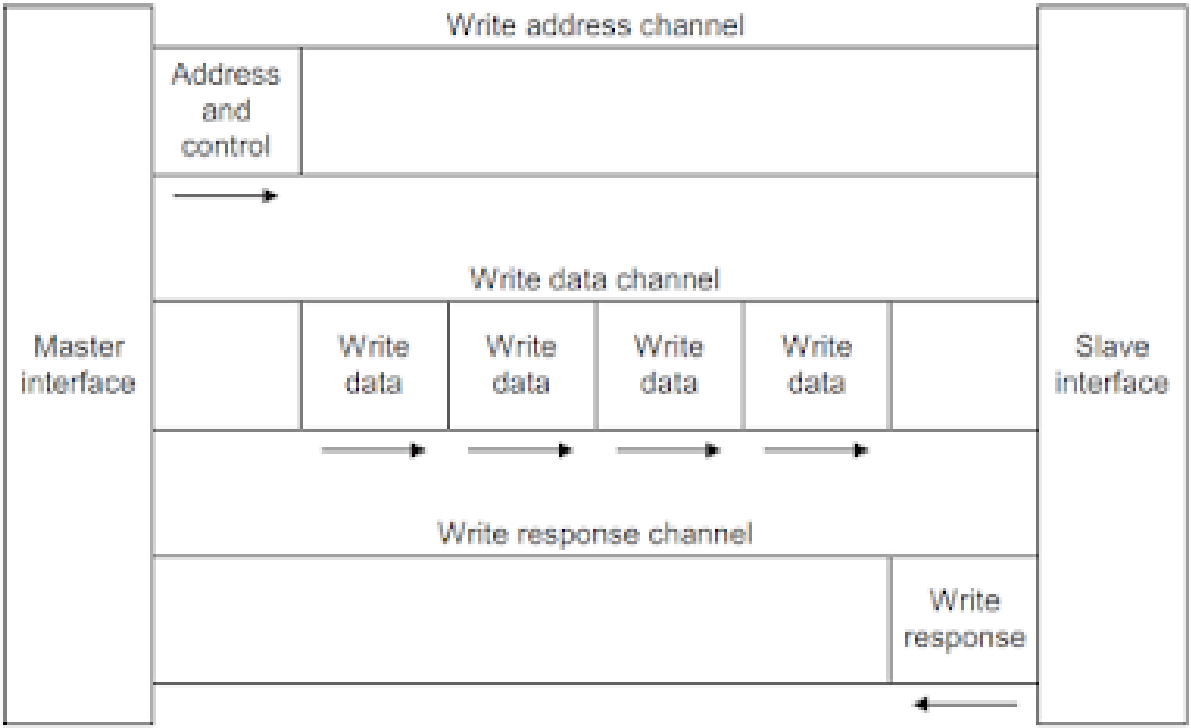 Write address channel
Address
and
control
Write data channel
Master
interface
Write
data
Write
data
Write
data
Write
data
Slave
interface
Write response channel
Write
response